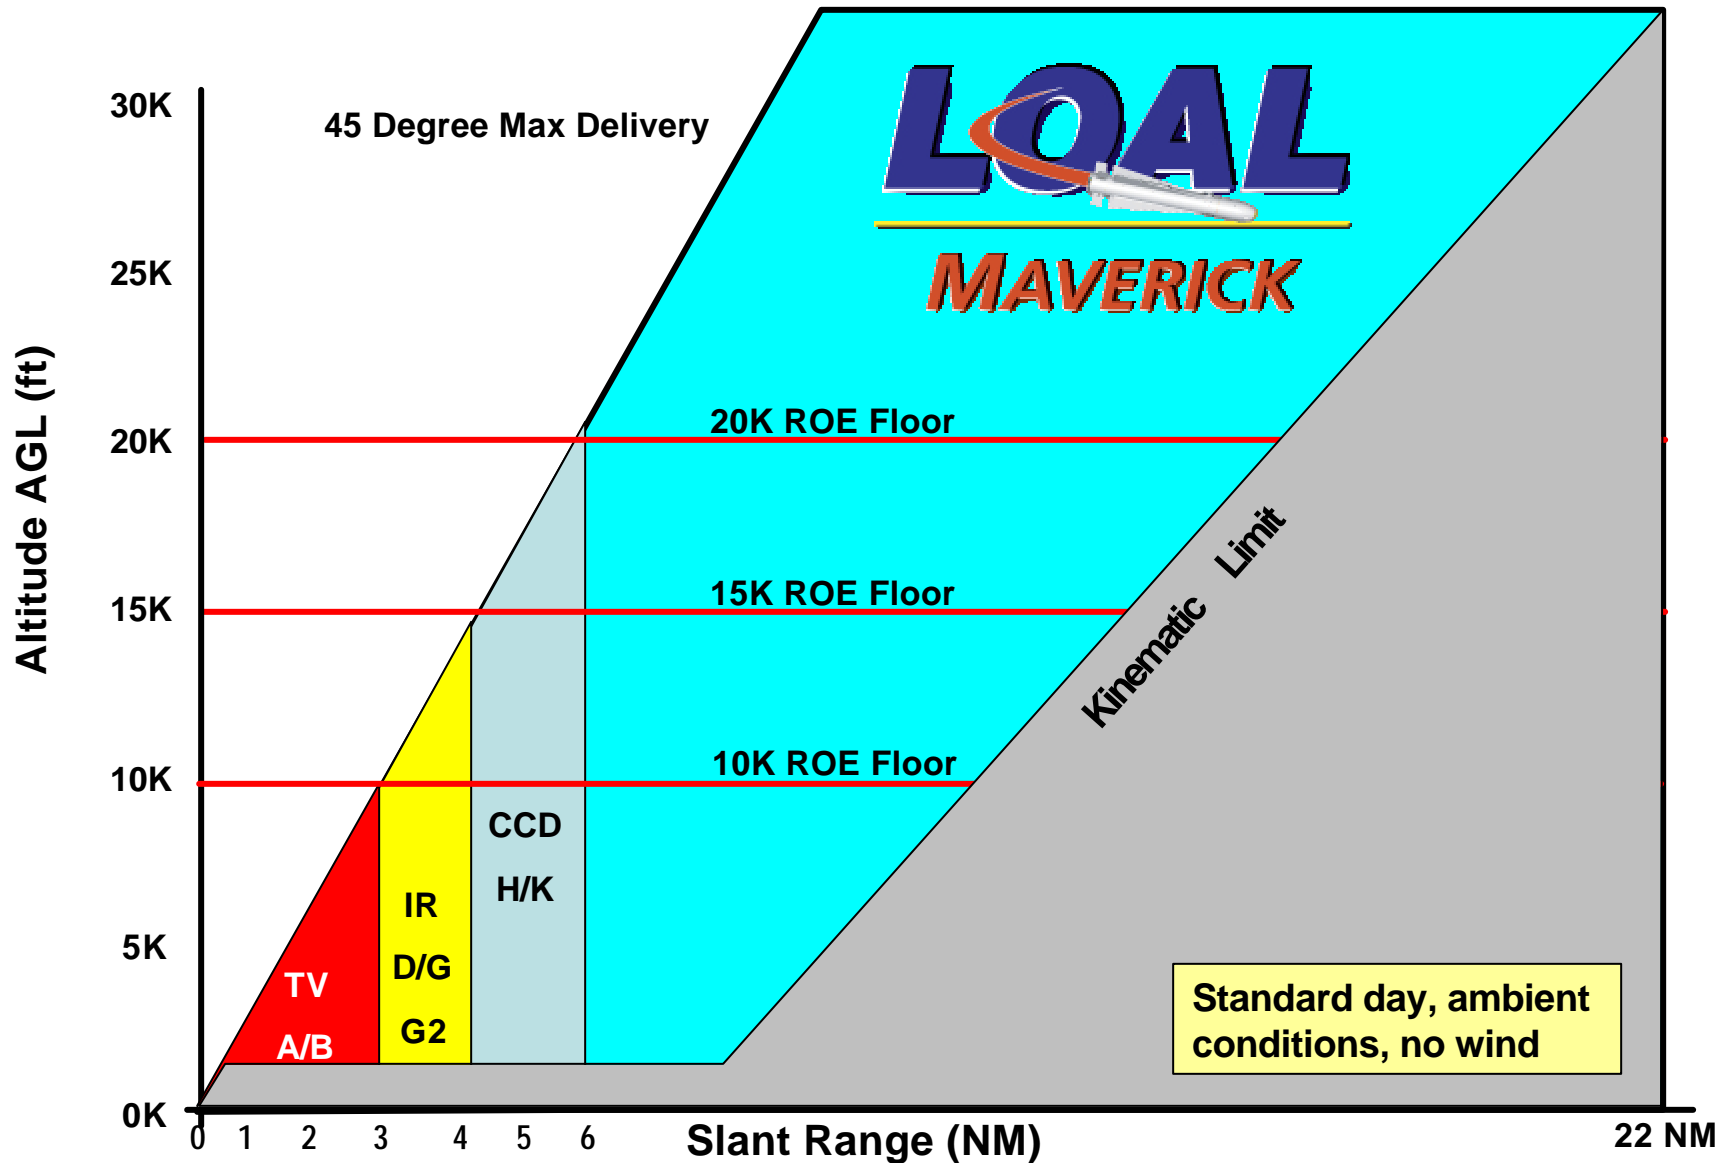 LOAL
MAVERICK
45 Degree Max Delivery
30K
25K
20K
15K
10K
5K
0K
Altitude AGL (ft)
20K ROE Floor
15K ROE Floor
10K ROE Floor
Kinematic Limit
CCD
H/K
IR
D/G
G2
TV
A/B
Standard day, ambient
conditions, no wind
0 1 2 3 4 5 6
Slant Range (NM)
22 NM